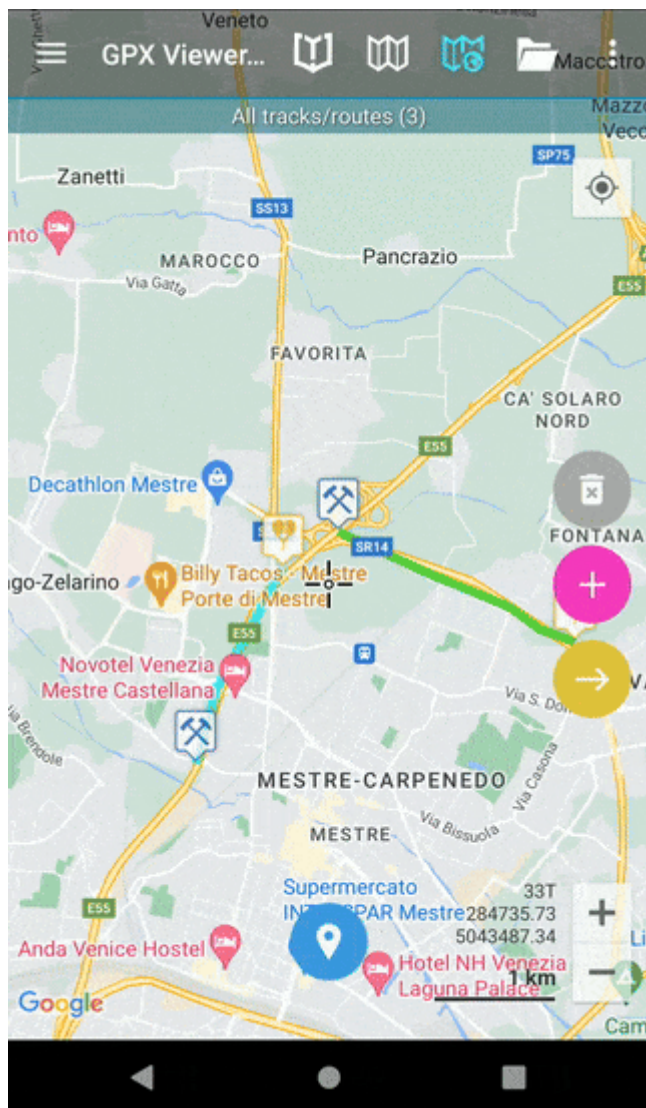 Veneto
GPX Viewer...
All tracks/routes (3)
SP75
Zanetti
SS13
MAROCCO
Pancrazio
Via Gatta
E55
FAVORITA
CA' SOLARO
NORD
E55
Decathlon Mestre
FONTANA
SR14
Billy Tacos - Mestre
Porte di Mestre
ago-Zelarino
E55
Novotel Venezia
Mestre Castellana
Via S. Do
Via Brendole
Via Casona
MESTRE-CARPENEDO
MESTRE
Via Bissuola
Supermercato
Mestre
33T
284735.73
5043487.34
E55
Anda Venice Hostel
Hotel NH Venezia
Laguna Palace
1 km
Google
Cam